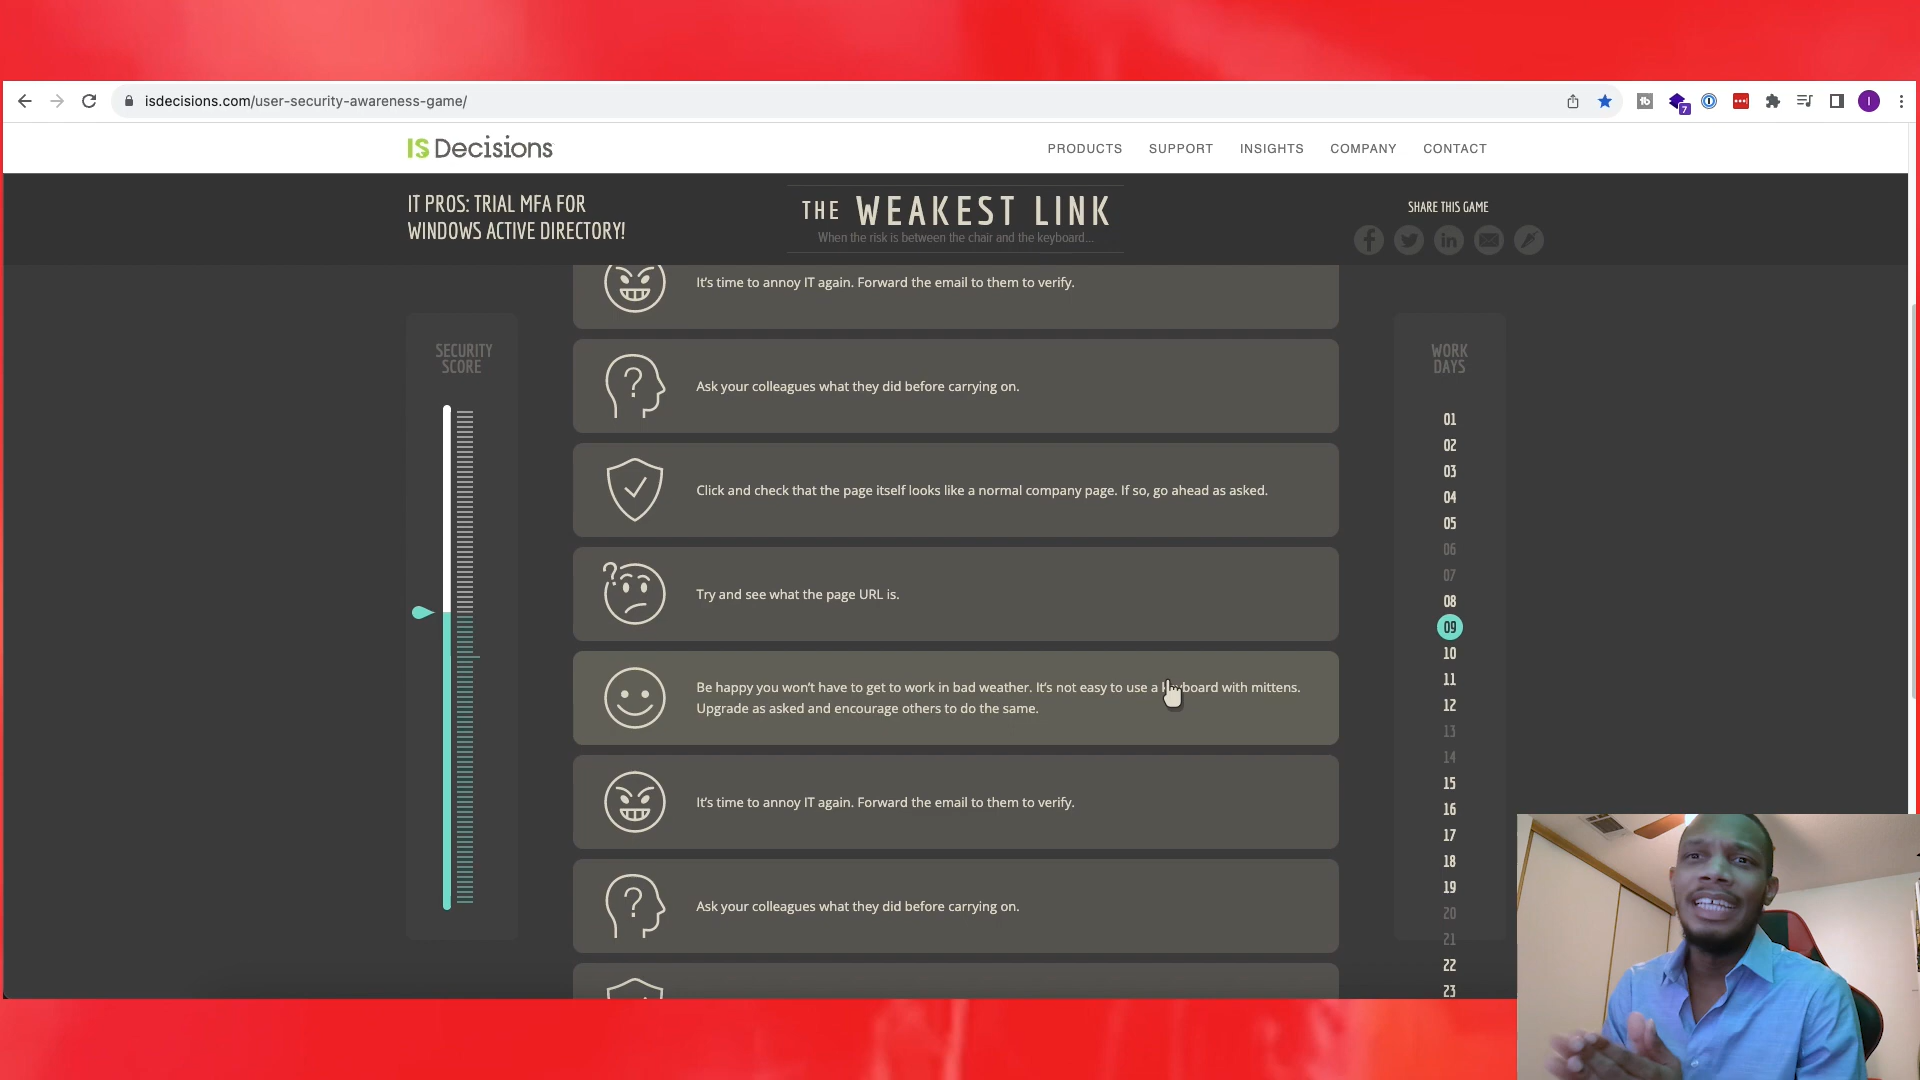 isdecisions.com/user-security-awareness-game/
7
I
IS Decisions
PRODUCTS SUPPORT INSIGHTS COMPANY CONTACT
IT PROS: TRIAL MFA FOR
WINDOWS ACTIVE DIRECTORY!
THE WEAKEST LINK
When the risk is between the chair and the keyboard...
SHARE THIS GAME
It's time to annoy IT again. Forward the email to them to verify.
Ask your colleagues what they did before carrying on.
Click and check that the page itself looks like a normal company page. If so, go ahead as asked.
Try and see what the page URL is.
Be happy you won't have to get to work in bad weather. It's not easy to use a keyboard with mittens.
Upgrade as asked and encourage others to do the same.
It's time to annoy IT again. Forward the email to them to verify.
Ask your colleagues what they did before carrying on.
SECURITY
SCORE
WORK
DAYS
01
02
03
04
05
06
07
08
09
10
11
12
13
14
15
16
17
18
19
20
21
22
23